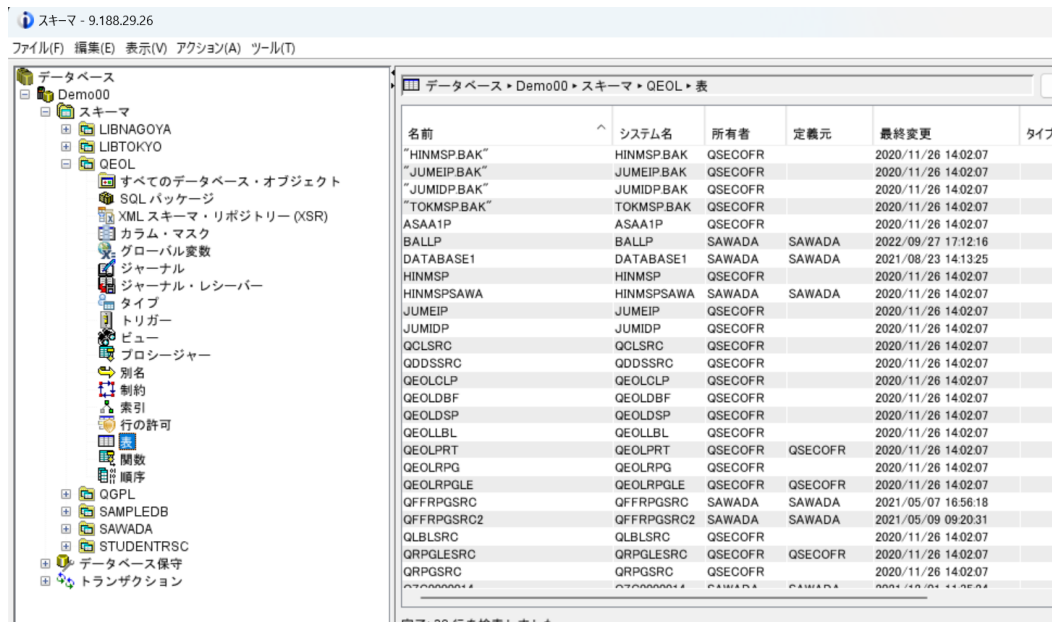 スキーマ - 9.188.29.26
ファイル(F) 編集(E) 表示(V) アクション(A) ツール(T)
データベース
Demo00
スキーマ
LIBNAGOYA
LIBTOKYO
QEOL
すべてのデータベース・オブジェクト
SQL パッケージ
XML スキーマ・リポジトリー (XSR)
カラム・マスク
グローバル変数
ジャーナル
ジャーナル・レシーバー
タイプ
トリガー
ビュー
プロシージャー
別名
制約
索引
行の許可
表
関数
順序
QGPL
SAMPLEDB
SAWADA
STUDENTRSC
データベース保守
トランザクション
データベース ▸ Demo00 ▸ スキーマ ▸ QEOL ▸ 表
名前 システム名 所有者 定義元 最終変更 タイプ
"HINMSP.BAK" HINMSP.BAK QSECOFR 2020/11/26 14:02:07
"JUMEIP.BAK" JUMEIP.BAK QSECOFR 2020/11/26 14:02:07
"JUMIDP.BAK" JUMIDP.BAK QSECOFR 2020/11/26 14:02:07
"TOKMSP.BAK" TOKMSP.BAK QSECOFR 2020/11/26 14:02:07
ASAA1P ASAA1P QSECOFR 2020/11/26 14:02:07
BALLP BALLP SAWADA SAWADA 2022/09/27 17:12:16
DATABASE1 DATABASE1 SAWADA SAWADA 2021/08/23 14:13:25
HINMSP HINMSP QSECOFR 2020/11/26 14:02:07
HINMSPSAWA HINMSPSAWA SAWADA SAWADA 2020/11/26 14:02:07
JUMEIP JUMEIP QSECOFR 2020/11/26 14:02:07
JUMIDP JUMIDP QSECOFR 2020/11/26 14:02:07
QCLSRC QCLSRC QSECOFR 2020/11/26 14:02:07
QDDSSRC QDDSSRC QSECOFR 2020/11/26 14:02:07
QEOLCLP QEOLCLP QSECOFR 2020/11/26 14:02:07
QEOLDBF QEOLDBF QSECOFR 2020/11/26 14:02:07
QEOLDSP QEOLDSP QSECOFR 2020/11/26 14:02:07
QEOLLBL QEOLLBL QSECOFR 2020/11/26 14:02:07
QEOLPRT QEOLPRT QSECOFR QSECOFR 2020/11/26 14:02:07
QEOLRPG QEOLRPG QSECOFR 2020/11/26 14:02:07
QEOLRPGLE QEOLRPGLE QSECOFR QSECOFR 2020/11/26 14:02:07
QFFRPGSRC QFFRPGSRC SAWADA SAWADA 2021/05/07 16:56:18
QFFRPGSRC2 QFFRPGSRC2 SAWADA SAWADA 2021/05/09 09:20:31
QLBLSRC QLBLSRC QSECOFR 2020/11/26 14:02:07
QRPGLESRC QRPGLESRC QSECOFR QSECOFR 2020/11/26 14:02:07
QRPGSRC QRPGSRC QSECOFR 2020/11/26 14:02:07